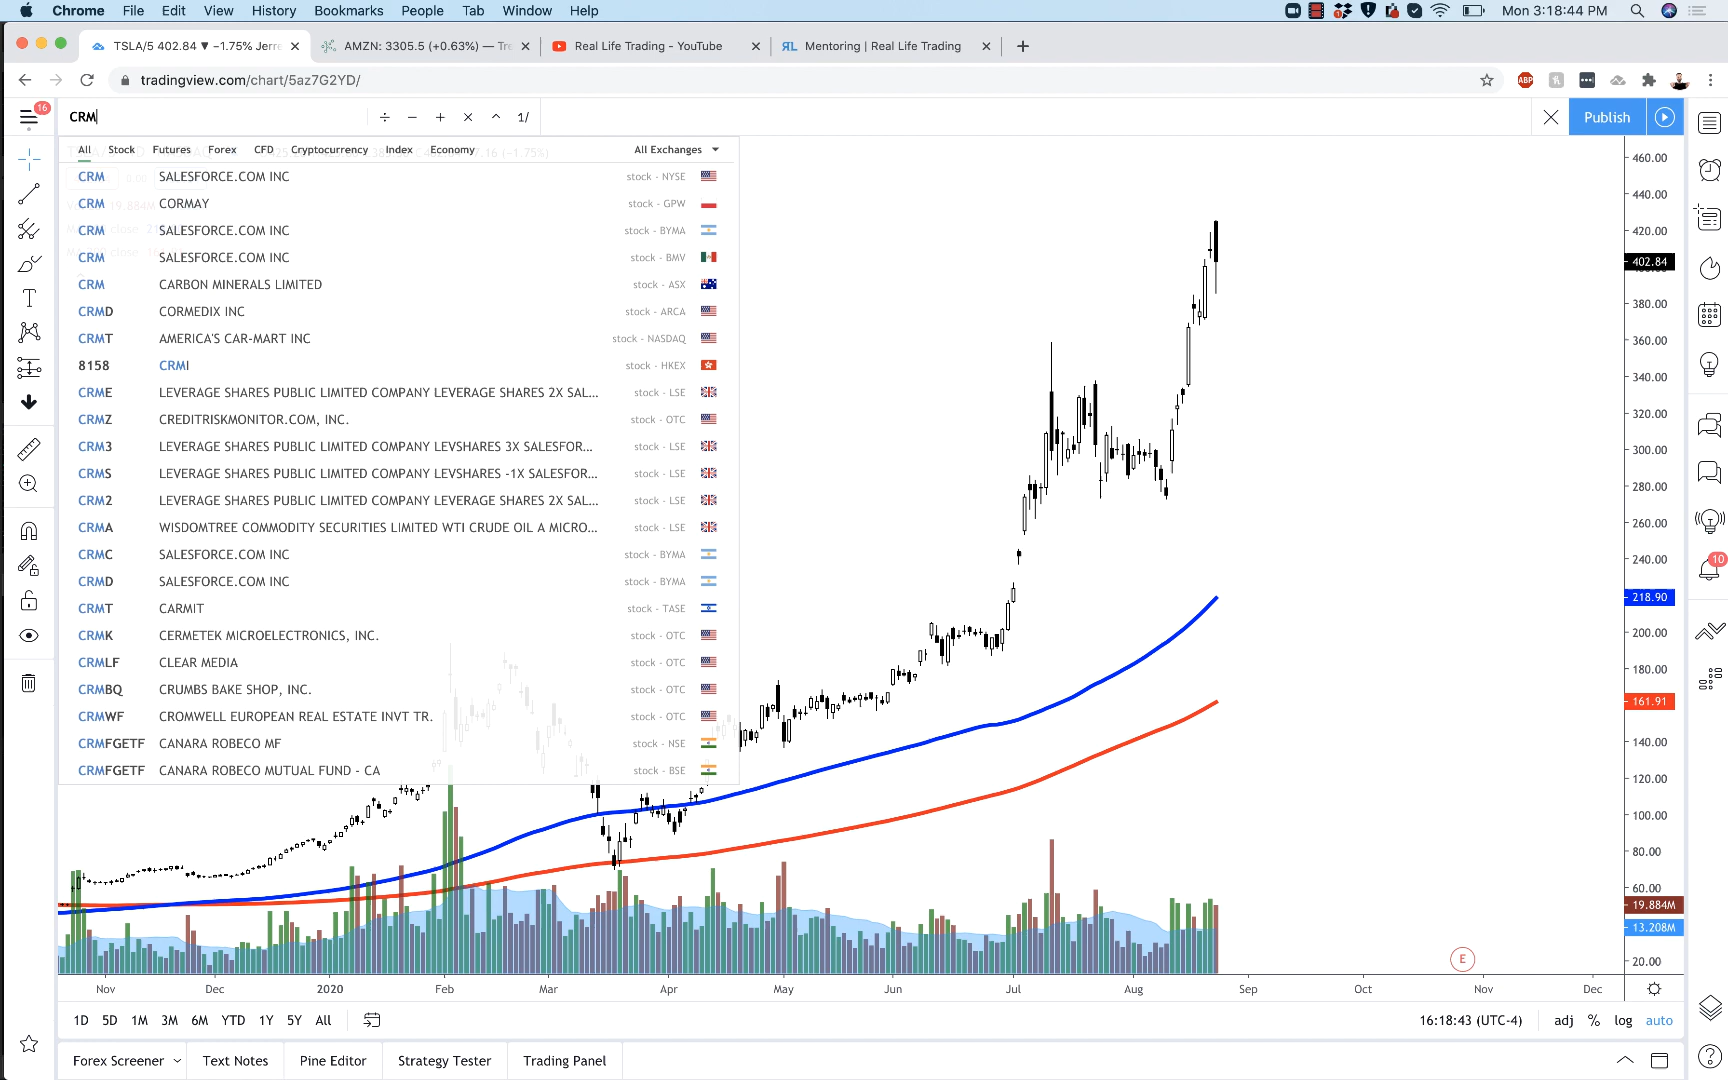 Chrome File Edit View History Bookmarks People Tab Window Help Mon 3:18:44 PM
TSLA/5 402.84 ▼ −1.75% Jerre AMZN: 3305.5 (+0.63%) — Tre Real Life Trading - YouTube RL Mentoring | Real Life Trading
tradingview.com/chart/5az7G2YD/ ABP
16
CRM ÷ − + × ^ 1/ Publish
All Stock Futures Forex CFD Cryptocurrency Index Economy All Exchanges
CRM SALESFORCE.COM INC stock - NYSE
CRM CORMAY stock - GPW
CRM SALESFORCE.COM INC stock - BYMA
CRM SALESFORCE.COM INC stock - BMV
CRM CARBON MINERALS LIMITED stock - ASX
CRMD CORMEDIX INC stock - ARCA
CRMT AMERICA'S CAR-MART INC stock - NASDAQ
8158 CRMI stock - HKEX
CRME LEVERAGE SHARES PUBLIC LIMITED COMPANY LEVERAGE SHARES 2X SAL... stock - LSE
CRMZ CREDITRISKMONITOR.COM, INC. stock - OTC
CRM3 LEVERAGE SHARES PUBLIC LIMITED COMPANY LEVSHARES 3X SALESFOR... stock - LSE
CRMS LEVERAGE SHARES PUBLIC LIMITED COMPANY LEVSHARES -1X SALESFOR... stock - LSE
CRM2 LEVERAGE SHARES PUBLIC LIMITED COMPANY LEVERAGE SHARES 2X SAL... stock - LSE
CRMA WISDOMTREE COMMODITY SECURITIES LIMITED WTI CRUDE OIL A MICRO... stock - LSE
CRMC SALESFORCE.COM INC stock - BYMA
CRMD SALESFORCE.COM INC stock - BYMA
CRMT CARMIT stock - TASE
CRMK CERMETEK MICROELECTRONICS, INC. stock - OTC
CRMLF CLEAR MEDIA stock - OTC
CRMBQ CRUMBS BAKE SHOP, INC. stock - OTC
CRMWF CROMWELL EUROPEAN REAL ESTATE INVT TR. stock - OTC
CRMFGETF CANARA ROBECO MF stock - NSE
CRMFGETF CANARA ROBECO MUTUAL FUND - CA stock - BSE
460.00
440.00
420.00
402.84
380.00
360.00
340.00
320.00
300.00
280.00
260.00
240.00
218.90
200.00
180.00
161.91
140.00
120.00
100.00
80.00
60.00
19.884M
13.208M
20.00
10
E
Nov Dec 2020 Feb Mar Apr May Jun Jul Aug Sep Oct Nov Dec
1D 5D 1M 3M 6M YTD 1Y 5Y All 16:18:43 (UTC-4) adj % log auto
Forex Screener Text Notes Pine Editor Strategy Tester Trading Panel